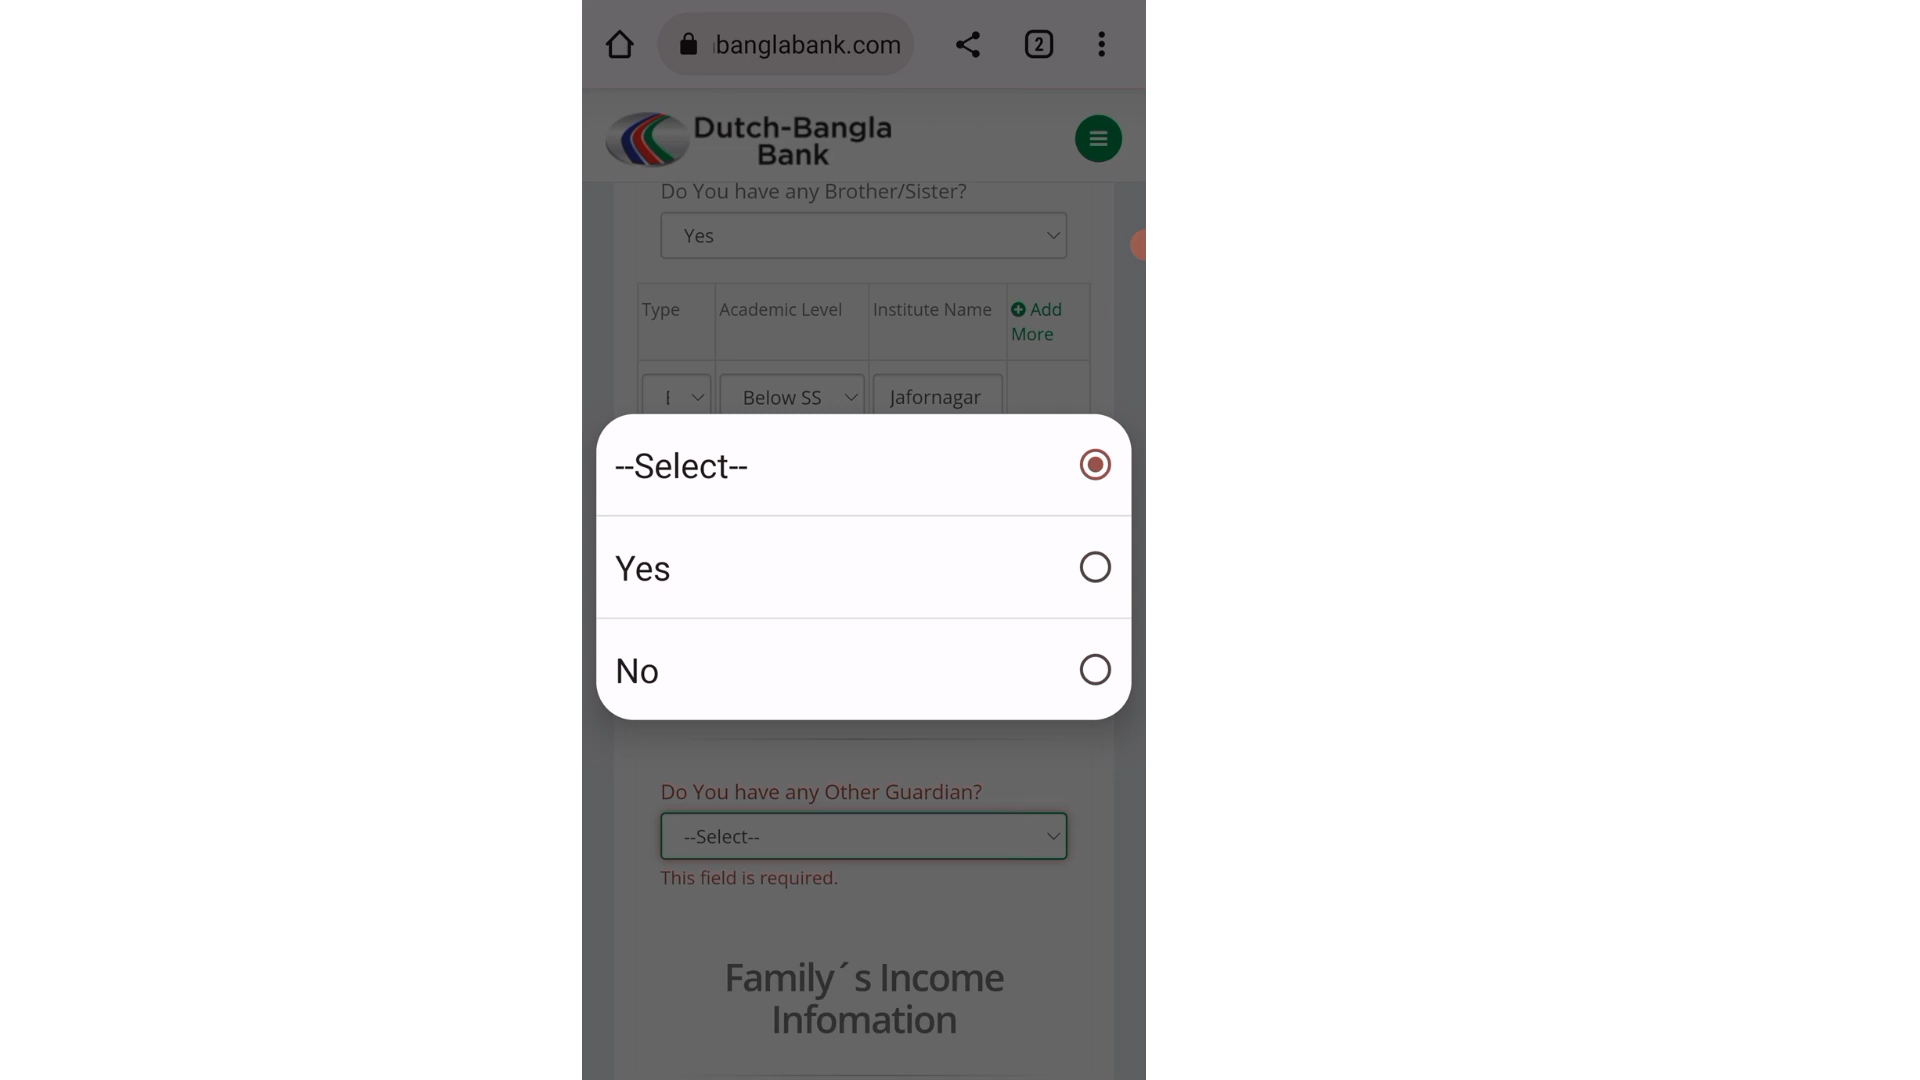 banglabank.com
2
Dutch-Bangla
Bank
Do You have any Brother/Sister?
Yes
Type Academic Level Institute Name Add
More
Below SS Jafornagar
--Select--
Yes
No
Do You have any Other Guardian?
--Select--
This field is required.
Family´s Income
Infomation